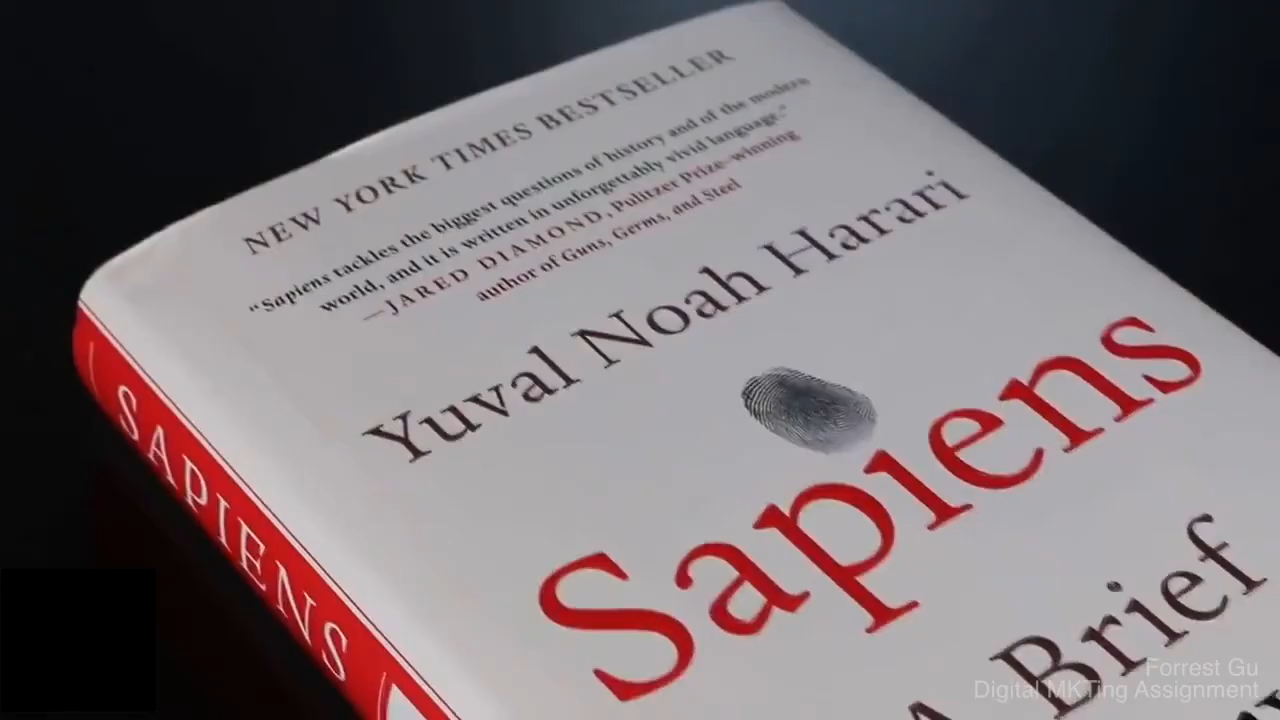 NEW YORK TIMES BESTSELLER
"Sapiens tackles the biggest questions of history and of the modern
world, and it is written in unforgettably vivid language."
—JARED DIAMOND, Pulitzer Prize–winning
author of Guns, Germs, and Steel
Yuval Noah Harari
Sapiens
A Brief
SAPIENS
Forrest Gu
Digital MKTing Assignment